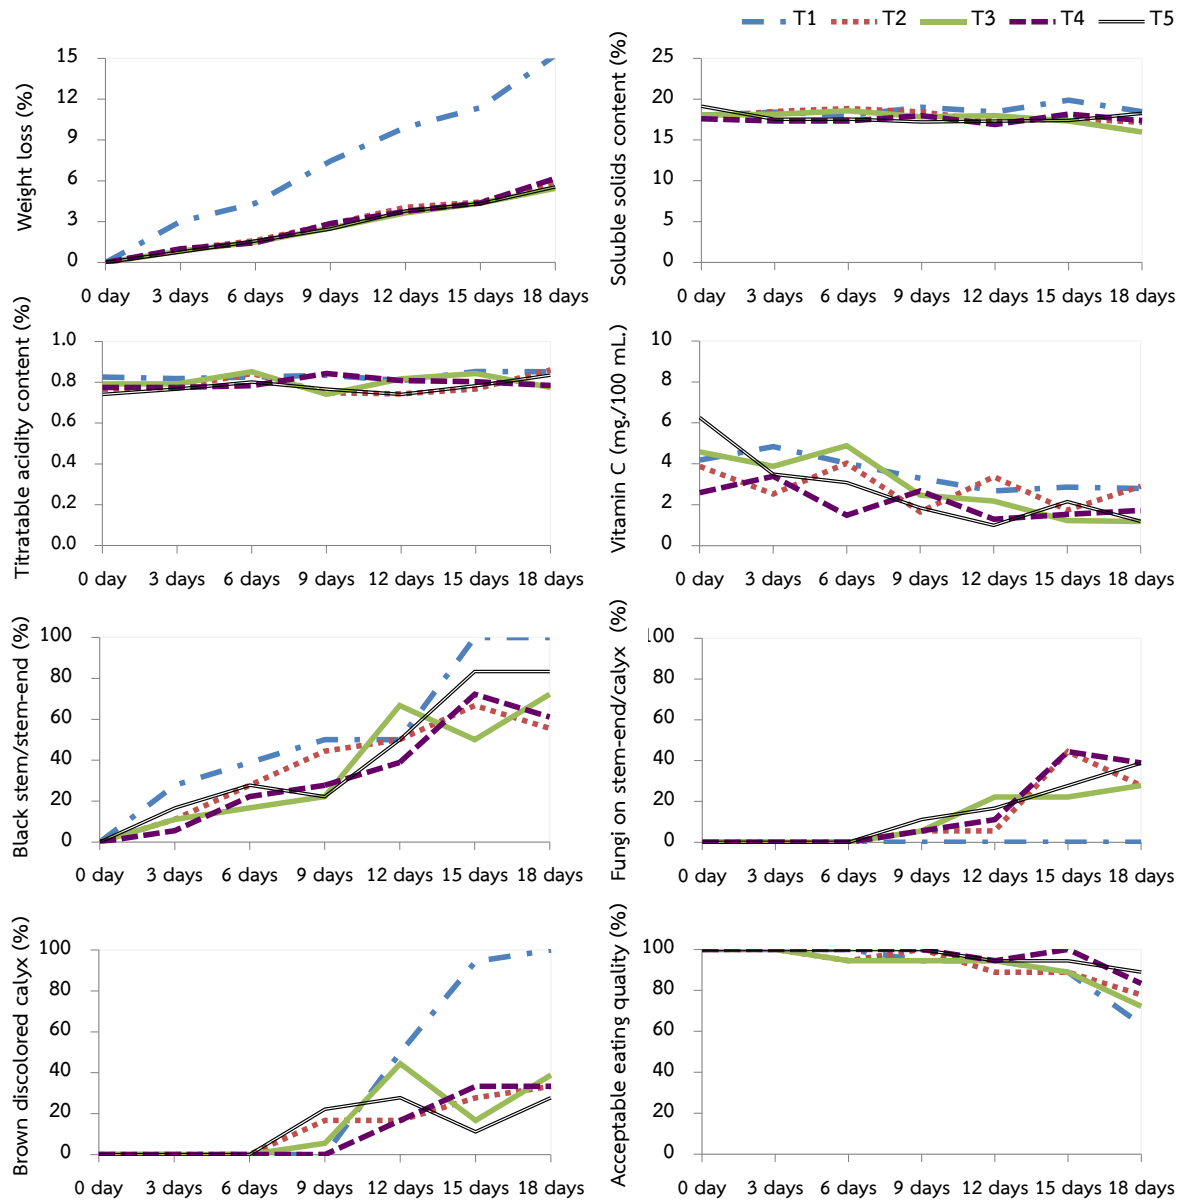 T1 T2 T3 T4 T5
Weight loss (%)
15
12
9
6
3
0
0 day 3 days 6 days 9 days 12 days 15 days 18 days
Soluble solids content (%)
25
20
15
10
5
0
0 day 3 days 6 days 9 days 12 days 15 days 18 days
Titratable acidity content (%)
1.0
0.8
0.6
0.4
0.2
0.0
0 day 3 days 6 days 9 days 12 days 15 days 18 days
Vitamin C (mg./100 mL.)
10
8
6
4
2
0
0 day 3 days 6 days 9 days 12 days 15 days 18 days
Black stem/stem-end (%)
100
80
60
40
20
0
0 day 3 days 6 days 9 days 12 days 15 days 18 days
Fungi on stem-end/calyx (%)
100
80
60
40
20
0
0 day 3 days 6 days 9 days 12 days 15 days 18 days
Brown discolored calyx (%)
100
80
60
40
20
0
0 day 3 days 6 days 9 days 12 days 15 days 18 days
Acceptable eating quality (%)
100
80
60
40
20
0
0 day 3 days 6 days 9 days 12 days 15 days 18 days